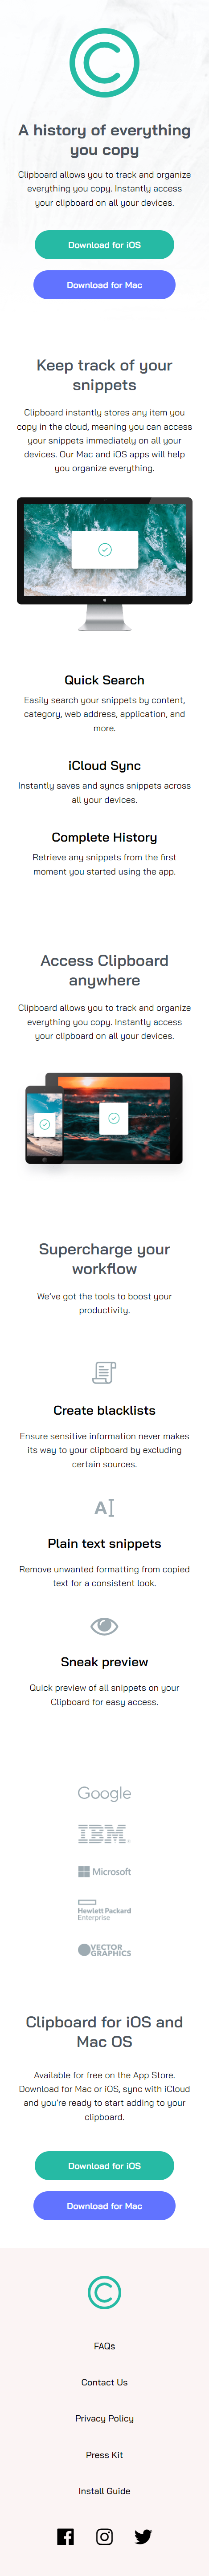 A history of everything
you copy
Clipboard allows you to track and organize
everything you copy. Instantly access
your clipboard on all your devices.
Download for iOS
Download for Mac
Keep track of your
snippets
Clipboard instantly stores any item you
copy in the cloud, meaning you can access
your snippets immediately on all your
devices. Our Mac and iOS apps will help
you organize everything.
Quick Search
Easily search your snippets by content,
category, web address, application, and
more.
iCloud Sync
Instantly saves and syncs snippets across
all your devices.
Complete History
Retrieve any snippets from the first
moment you started using the app.
Access Clipboard
anywhere
Clipboard allows you to track and organize
everything you copy. Instantly access
your clipboard on all your devices.
Supercharge your
workflow
We've got the tools to boost your
productivity.
Create blacklists
Ensure sensitive information never makes
its way to your clipboard by excluding
certain sources.
Plain text snippets
Remove unwanted formatting from copied
text for a consistent look.
Sneak preview
Quick preview of all snippets on your
Clipboard for easy access.
Google
IBM
Microsoft
Hewlett Packard
Enterprise
VECTOR
GRAPHICS
Clipboard for iOS and
Mac OS
Available for free on the App Store.
Download for Mac or iOS, sync with iCloud
and you're ready to start adding to your
clipboard.
Download for iOS
Download for Mac
FAQs
Contact Us
Privacy Policy
Press Kit
Install Guide